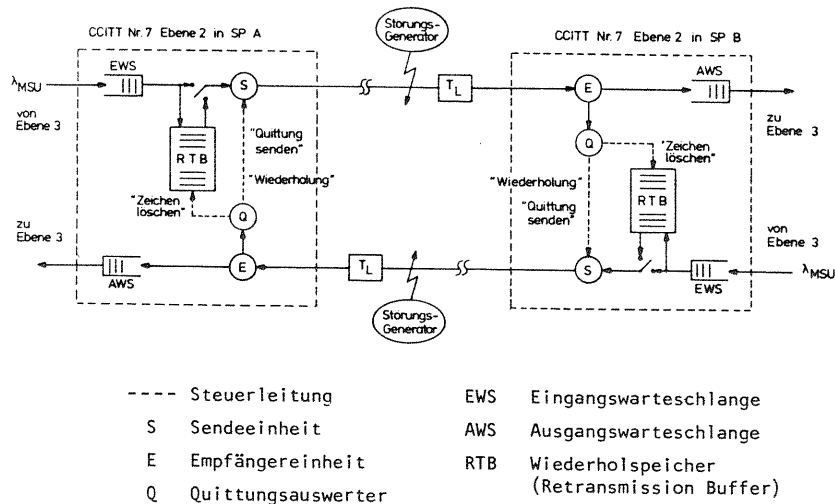 CCITT Nr. 7 Ebene 2 in SP A
Störungs-
Generator
CCITT Nr. 7 Ebene 2 in SP B
λMSU
EWS
S
TL
E
AWS
von
Ebene 3
RTB
"Quittung
senden"
"Wiederholung"
"Zeichen
löschen"
Q
zu
Ebene 3
Q
"Zeichen
löschen"
"Wiederholung"
"Quittung
senden"
RTB
zu
Ebene 3
von
Ebene 3
AWS
E
TL
S
EWS
λMSU
Störungs-
Generator
---- Steuerleitung
S Sendeeinheit
E Empfängereinheit
Q Quittungsauswerter
EWS Eingangswarteschlange
AWS Ausgangswarteschlange
RTB Wiederholspeicher
(Retransmission Buffer)